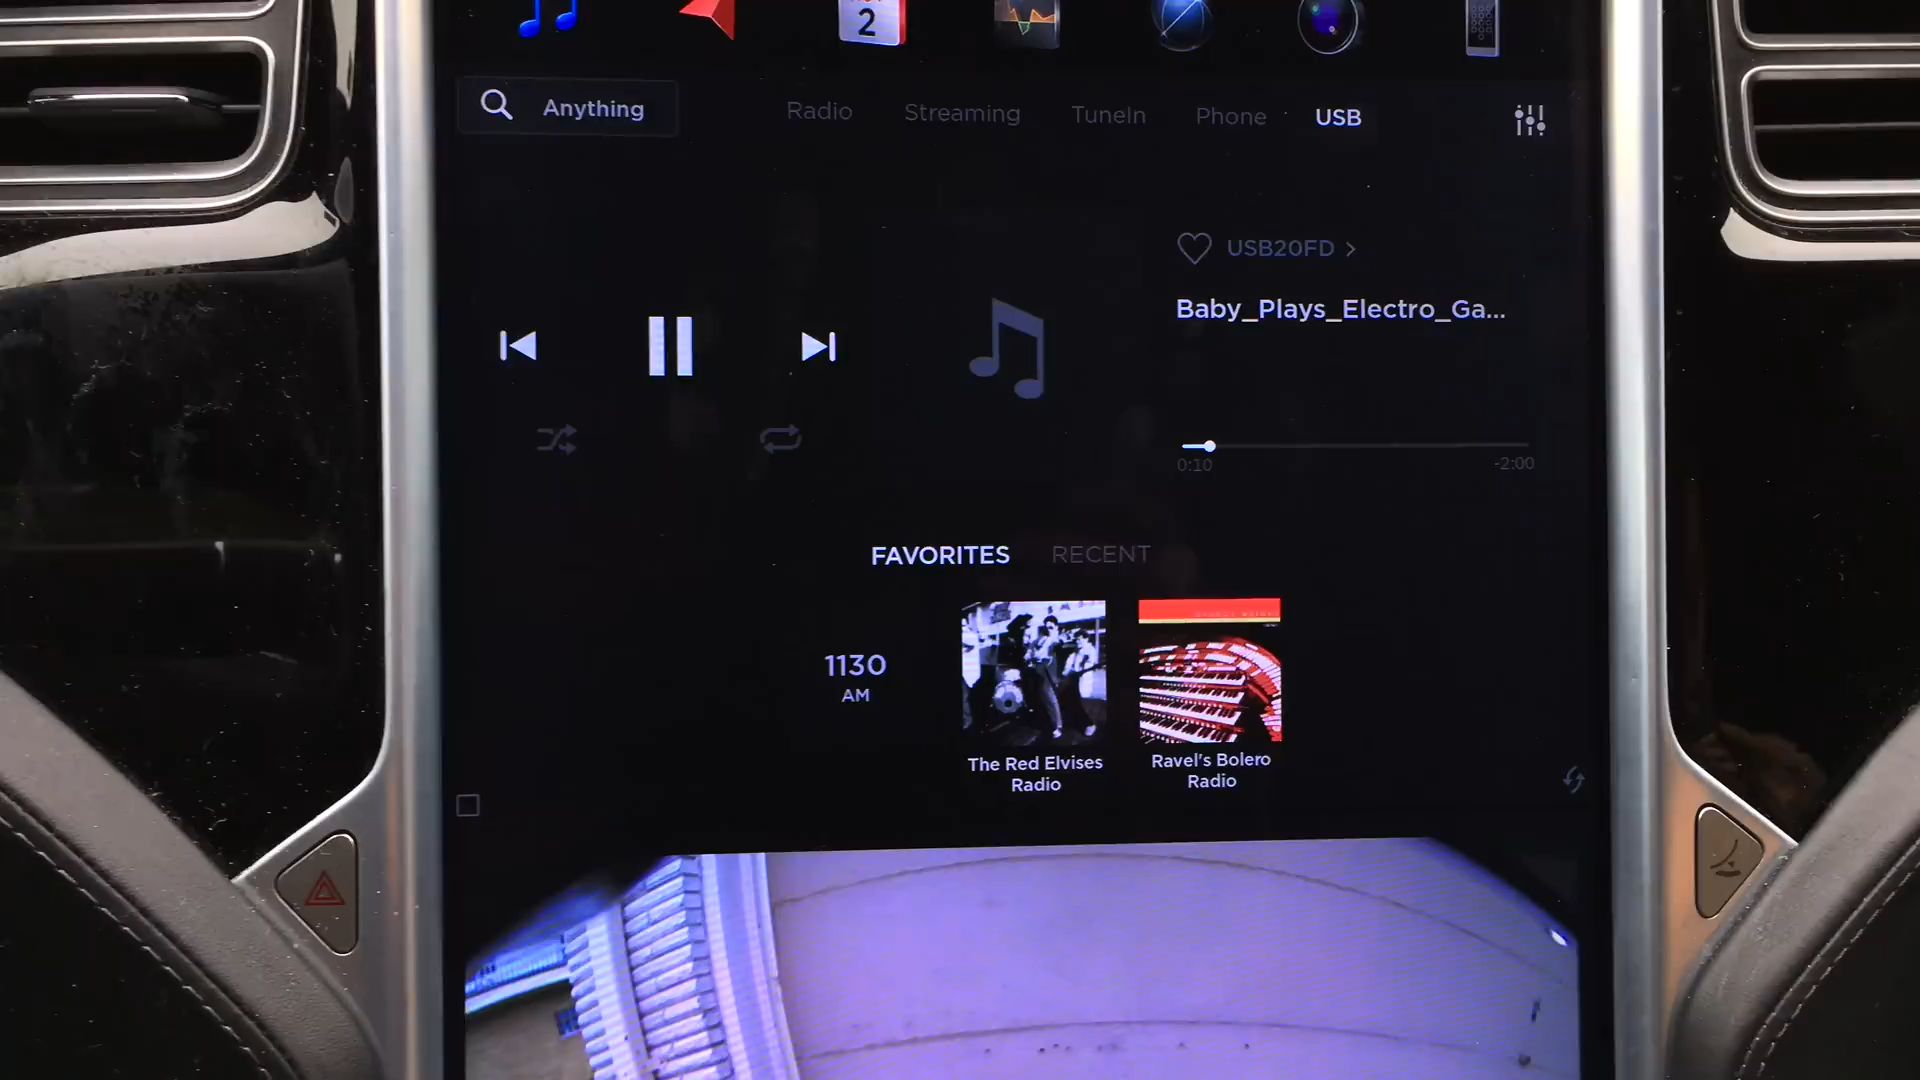 2
Anything
Radio
Streaming
TuneIn
Phone
USB
USB20FD
Baby_Plays_Electro_Ga...
0:10
-2:00
FAVORITES
RECENT
1130
AM
The Red Elvises
Radio
Ravel's Bolero
Radio